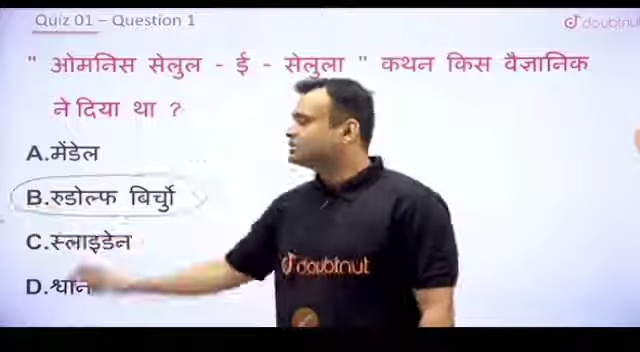 Quiz 01 – Question 1
doubtnut
" ओमनिस सेलुल - ई - सेलुला " कथन किस वैज्ञानिक
ने दिया था ?
A.मेंडेल
B.रुडोल्फ बिर्चो
C.स्लाइडेन
D.श्वान
doubtnut